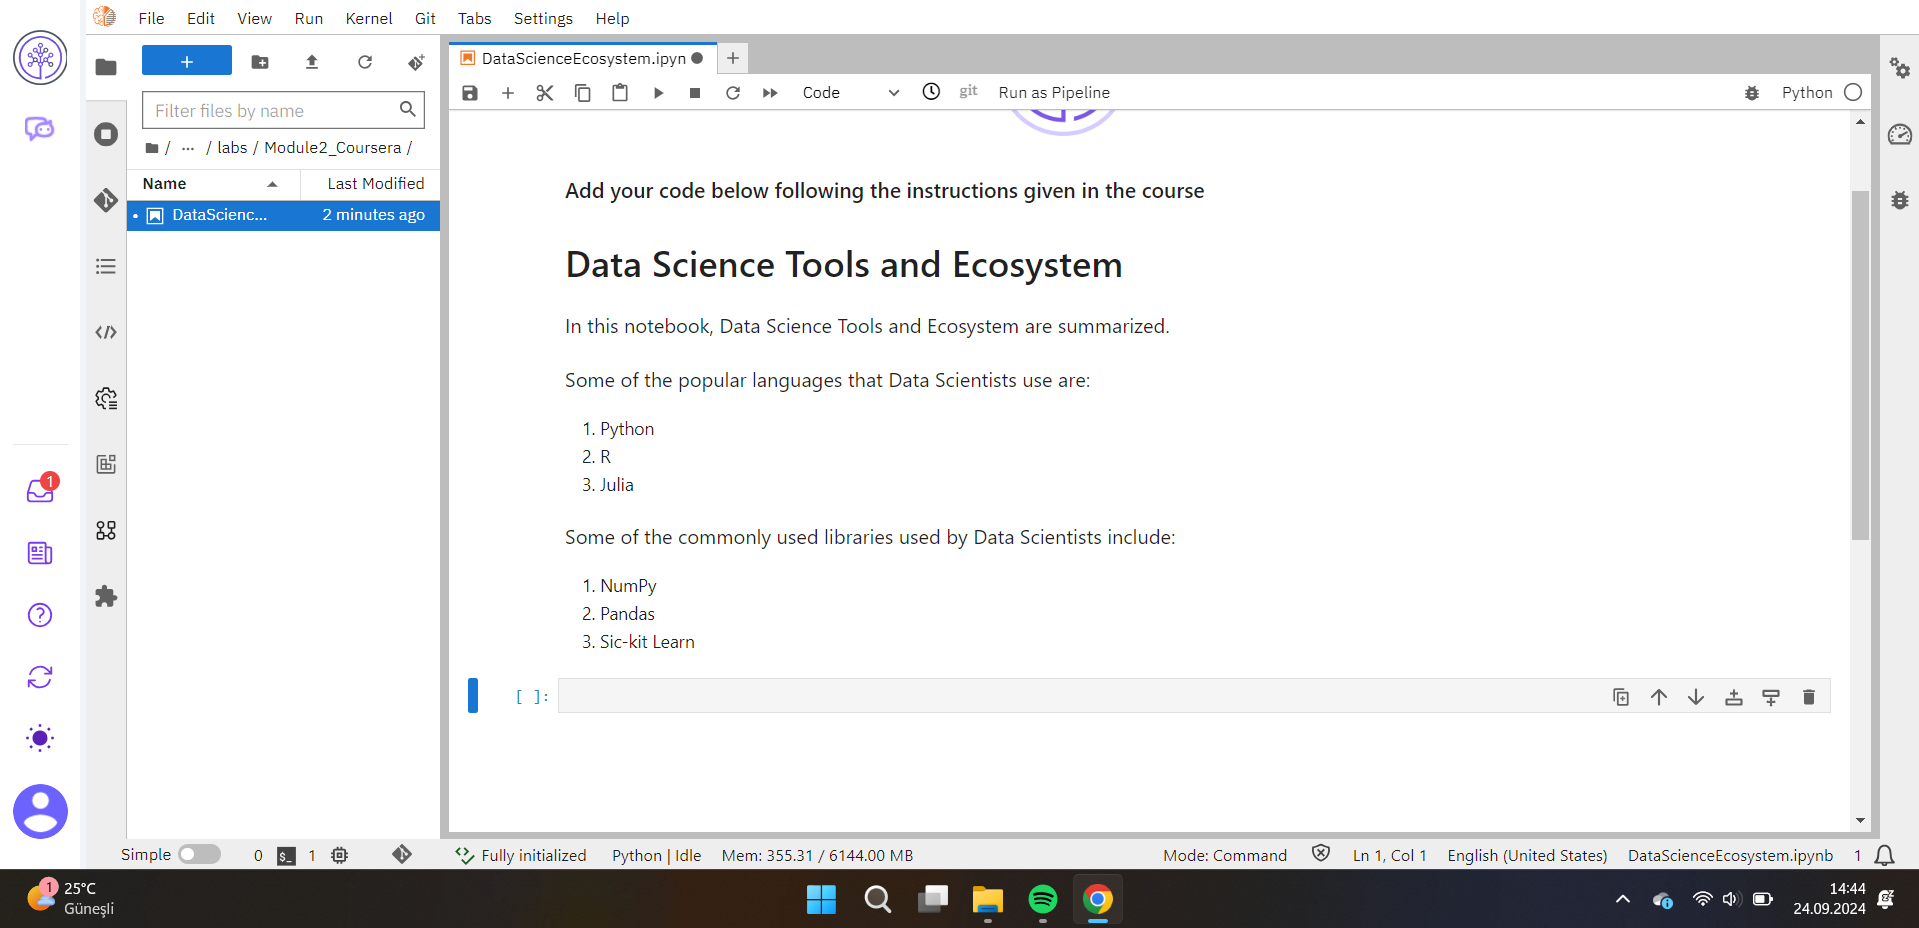 File Edit View Run Kernel Git Tabs Settings Help
+
Filter files by name
/ ... / labs / Module2_Coursera /
Name Last Modified
• DataScienc... 2 minutes ago
DataScienceEcosystem.ipyn
+
Code git Run as Pipeline Python
Add your code below following the instructions given in the course
Data Science Tools and Ecosystem
In this notebook, Data Science Tools and Ecosystem are summarized.
Some of the popular languages that Data Scientists use are:
1. Python
2. R
3. Julia
Some of the commonly used libraries used by Data Scientists include:
1. NumPy
2. Pandas
3. Sic-kit Learn
[ ]:
1
Simple 0 $_ 1 Fully initialized Python | Idle Mem: 355.31 / 6144.00 MB Mode: Command Ln 1, Col 1 English (United States) DataScienceEcosystem.ipynb 1
1 25°C
Güneşli
14:44
24.09.2024